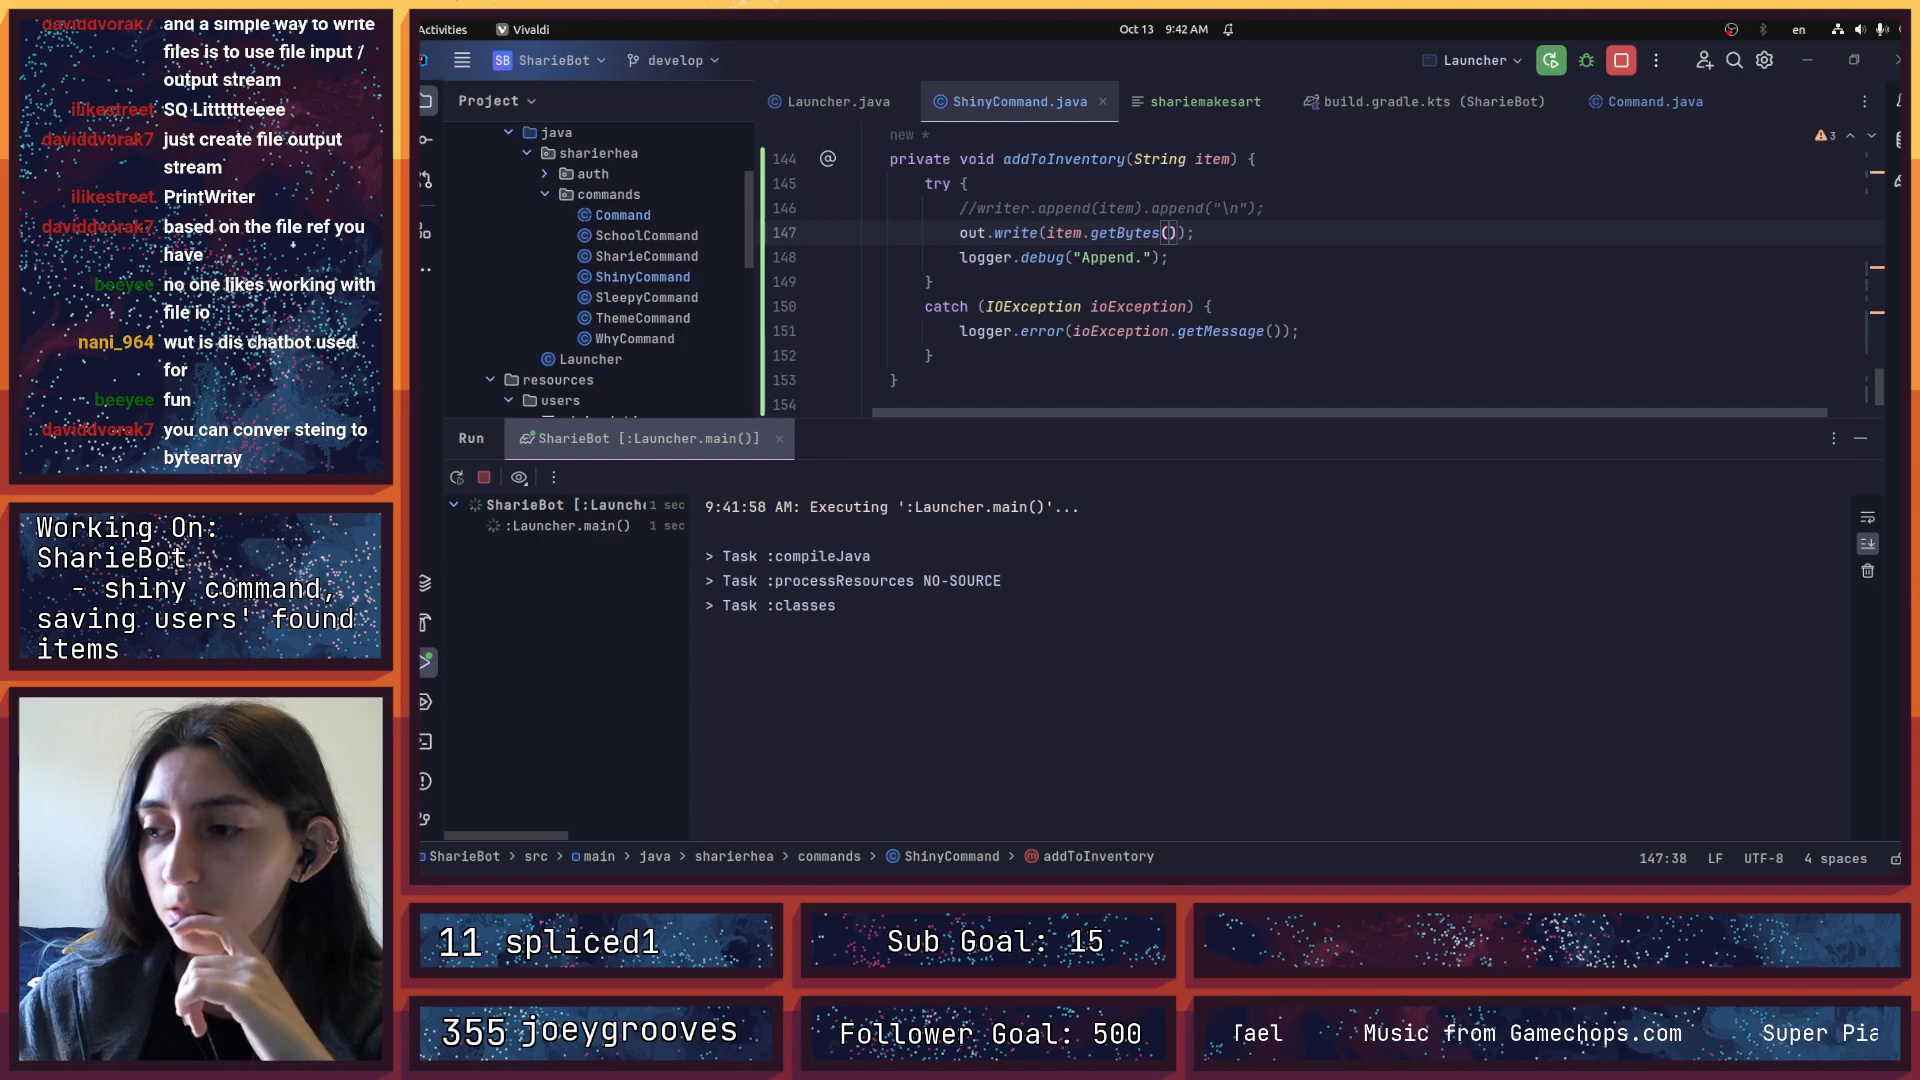 daviddvorak7 and a simple way to write
files is to use file input /
output stream
ilikestreet SQ Litttttteeee
daviddvorak7 just create file output
stream
ilikestreet PrintWriter
daviddvorak7 based on the file ref you
have
beeyee no one likes working with
file io
nani_964 wut is dis chatbot used
for
beeyee fun
daviddvorak7 you can conver steing to
bytearray
Working On:
SharieBot
- shiny command,
saving users' found
items
Activities Vivaldi Oct 13 9:42 AM en
SB SharieBot develop Launcher
Project
Launcher.java ShinyCommand.java shariemakesart build.gradle.kts (SharieBot) Command.java
java
sharierhea
auth
commands
Command
SchoolCommand
SharieCommand
ShinyCommand
SleepyCommand
ThemeCommand
WhyCommand
Launcher
resources
users
new *
3
144 private void addToInventory(String item) {
145 try {
146 //writer.append(item).append("\n");
147 out.write(item.getBytes());
148 logger.debug("Append.");
149 }
150 catch (IOException ioException) {
151 logger.error(ioException.getMessage());
152 }
153 }
154
Run SharieBot [:Launcher.main()]
SharieBot [:Launche 1 sec
:Launcher.main() 1 sec
9:41:58 AM: Executing ':Launcher.main()'...
> Task :compileJava
> Task :processResources NO-SOURCE
> Task :classes
SharieBot > src > main > java > sharierhea > commands > ShinyCommand > addToInventory
147:38 LF UTF-8 4 spaces
11 spliced1
Sub Goal: 15
355 joeygrooves
Follower Goal: 500
Tael Music from Gamechops.com Super Pia